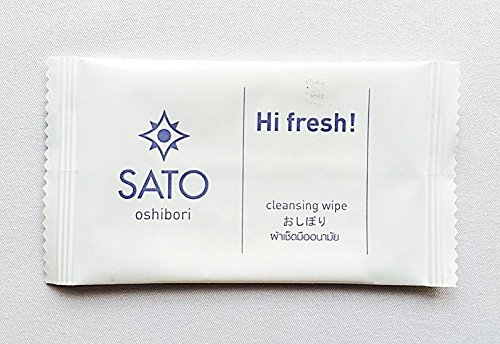 SATO
oshibori
Hi fresh!
cleansing wipe
おしぼり
ผ้าเช็ดมืออนามัย